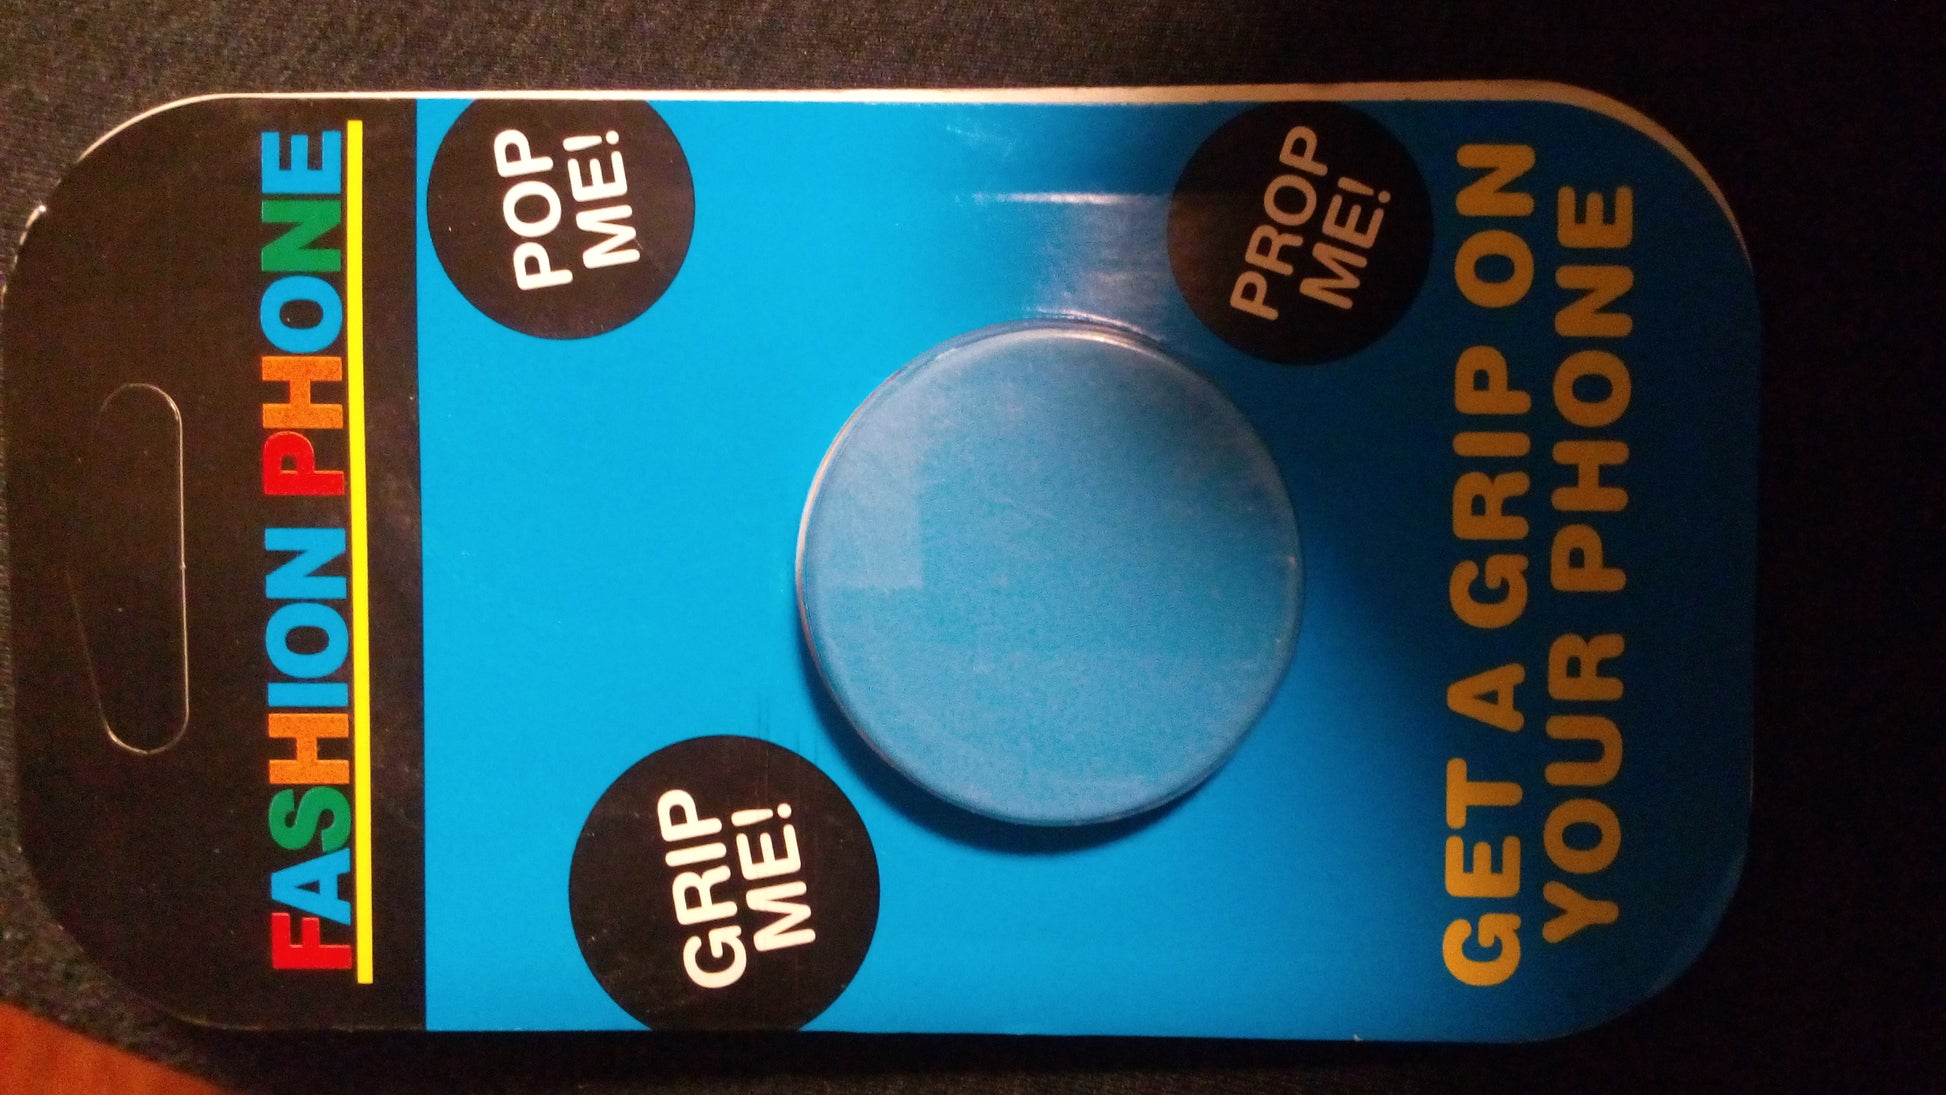 FASHION PHONE
POP
ME!
GRIP
ME!
PROP
ME!
GET A GRIP ON
YOUR PHONE